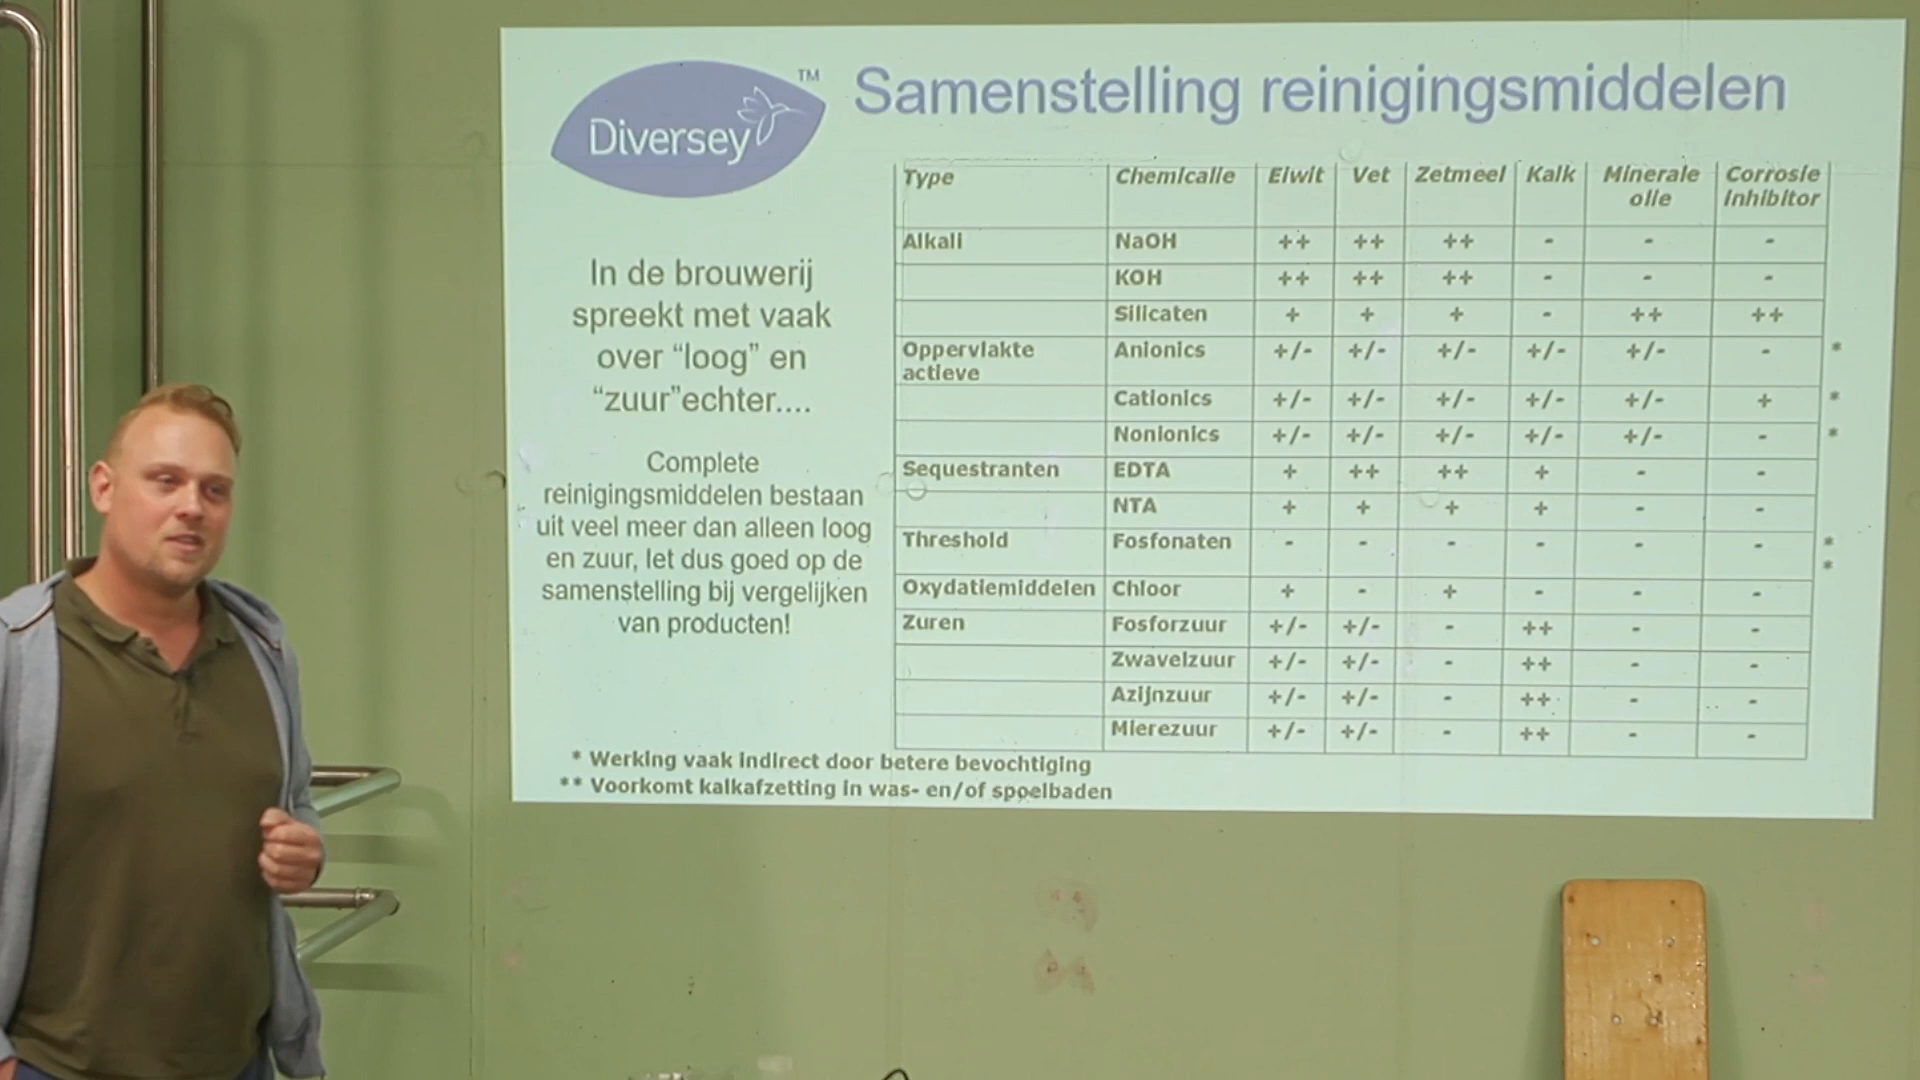 Diversey™
Samenstelling reinigingsmiddelen
In de brouwerij
spreekt met vaak
over “loog” en
“zuur”echter....
Complete
reinigingsmiddelen bestaan
uit veel meer dan alleen loog
en zuur, let dus goed op de
samenstelling bij vergelijken
van producten!
Type Chemicalie Eiwit Vet Zetmeel Kalk Minerale olie Corrosie inhibitor
Alkali NaOH ++ ++ ++ - - -
KOH ++ ++ ++ - - -
Silicaten + + + - ++ ++
Oppervlakte actieve Anionics +/- +/- +/- +/- +/- - *
Cationics +/- +/- +/- +/- +/- + *
Nonionics +/- +/- +/- +/- +/- - *
Sequestranten EDTA + ++ ++ + - -
NTA + + + + - -
Threshold Fosfonaten - - - - - - * *
Oxydatiemiddelen Chloor + - + - - -
Zuren Fosforzuur +/- +/- - ++ - -
Zwavelzuur +/- +/- - ++ - -
Azijnzuur +/- +/- - ++ - -
Mierezuur +/- +/- - ++ - -
* Werking vaak indirect door betere bevochtiging
** Voorkomt kalkafzetting in was- en/of spoelbaden